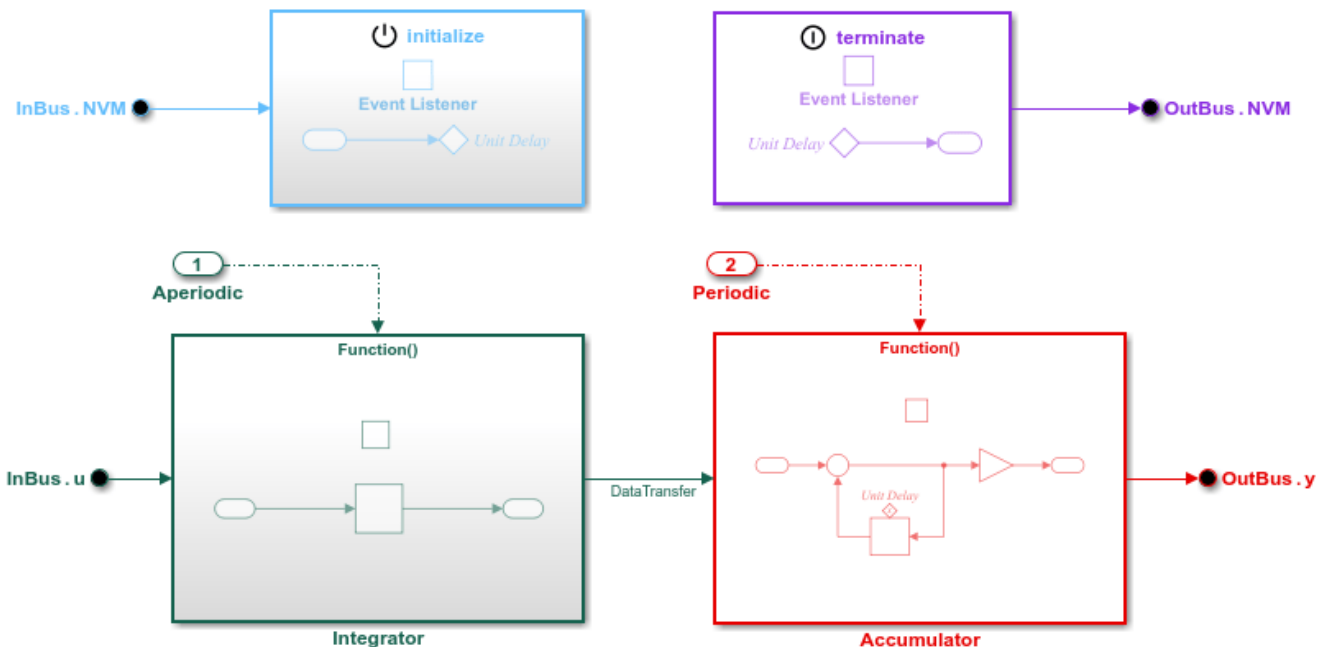 initialize
Event Listener
InBus.NVM
Unit Delay
terminate
Event Listener
OutBus.NVM
Unit Delay
1
Aperiodic
2
Periodic
Function()
InBus.u
DataTransfer
Integrator
Function()
Unit Delay
OutBus.y
Accumulator